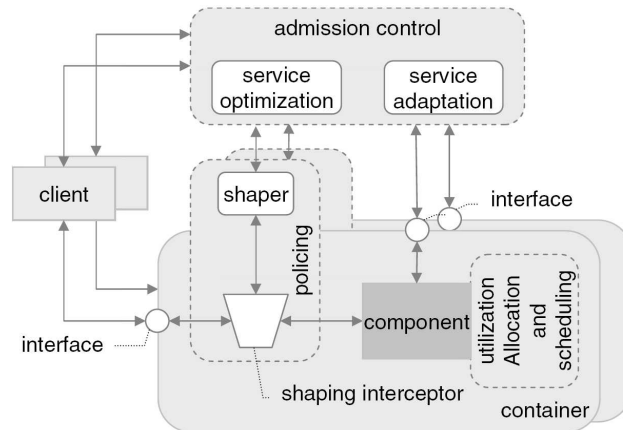 admission control
service
optimization
service
adaptation
client
shaper
interface
policing
component
utilization
Allocation
and
scheduling
interface
shaping interceptor
container